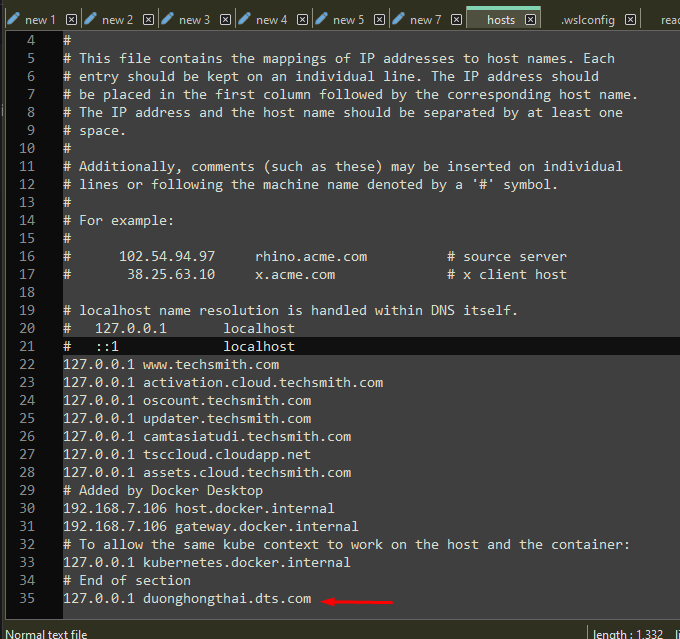 new 1 new 2 new 3 new 4 new 5 new 7 hosts .wslconfig
4 #
5 # This file contains the mappings of IP addresses to host names. Each
6 # entry should be kept on an individual line. The IP address should
7 # be placed in the first column followed by the corresponding host name.
8 # The IP address and the host name should be separated by at least one
9 # space.
10 #
11 # Additionally, comments (such as these) may be inserted on individual
12 # lines or following the machine name denoted by a '#' symbol.
13 #
14 # For example:
15 #
16 # 102.54.94.97 rhino.acme.com # source server
17 # 38.25.63.10 x.acme.com # x client host
18
19 # localhost name resolution is handled within DNS itself.
20 # 127.0.0.1 localhost
21 # ::1 localhost
22 127.0.0.1 www.techsmith.com
23 127.0.0.1 activation.cloud.techsmith.com
24 127.0.0.1 oscount.techsmith.com
25 127.0.0.1 updater.techsmith.com
26 127.0.0.1 camtasiatudi.techsmith.com
27 127.0.0.1 tsccloud.cloudapp.net
28 127.0.0.1 assets.cloud.techsmith.com
29 # Added by Docker Desktop
30 192.168.7.106 host.docker.internal
31 192.168.7.106 gateway.docker.internal
32 # To allow the same kube context to work on the host and the container:
33 127.0.0.1 kubernetes.docker.internal
34 # End of section
35 127.0.0.1 duonghongthai.dts.com
Normal text file length : 1,332